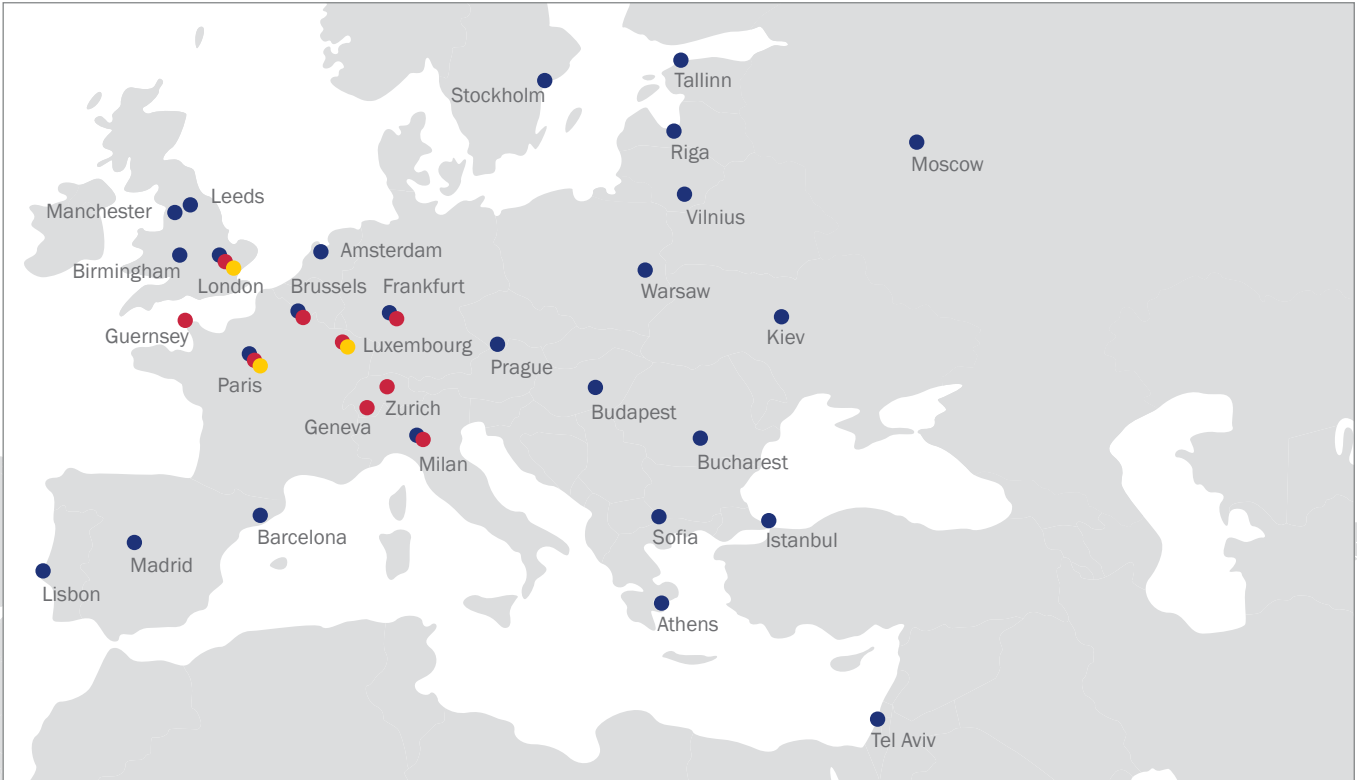 Tallinn
Stockholm
Riga
Moscow
Leeds
Manchester
Vilnius
Amsterdam
Birmingham
London
Brussels
Frankfurt
Warsaw
Guernsey
Kiev
Luxembourg
Prague
Paris
Zurich
Budapest
Geneva
Milan
Bucharest
Barcelona
Sofia
Istanbul
Madrid
Lisbon
Athens
Tel Aviv